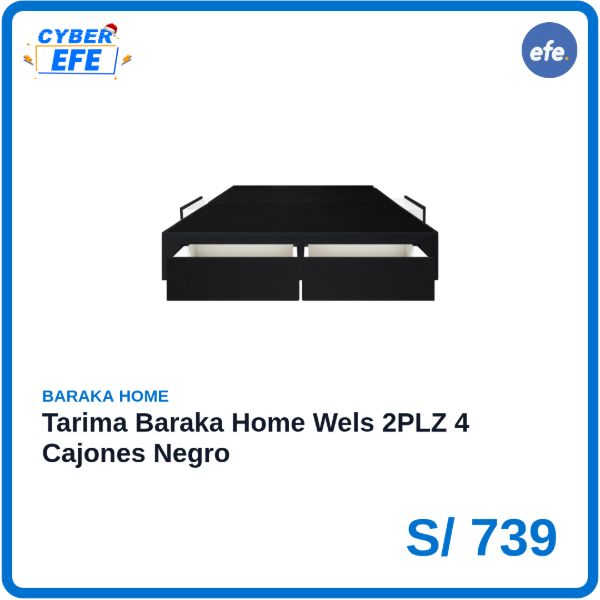 CYBER
EFE
efe.
BARAKA HOME
Tarima Baraka Home Wels 2PLZ 4
Cajones Negro
S/ 739